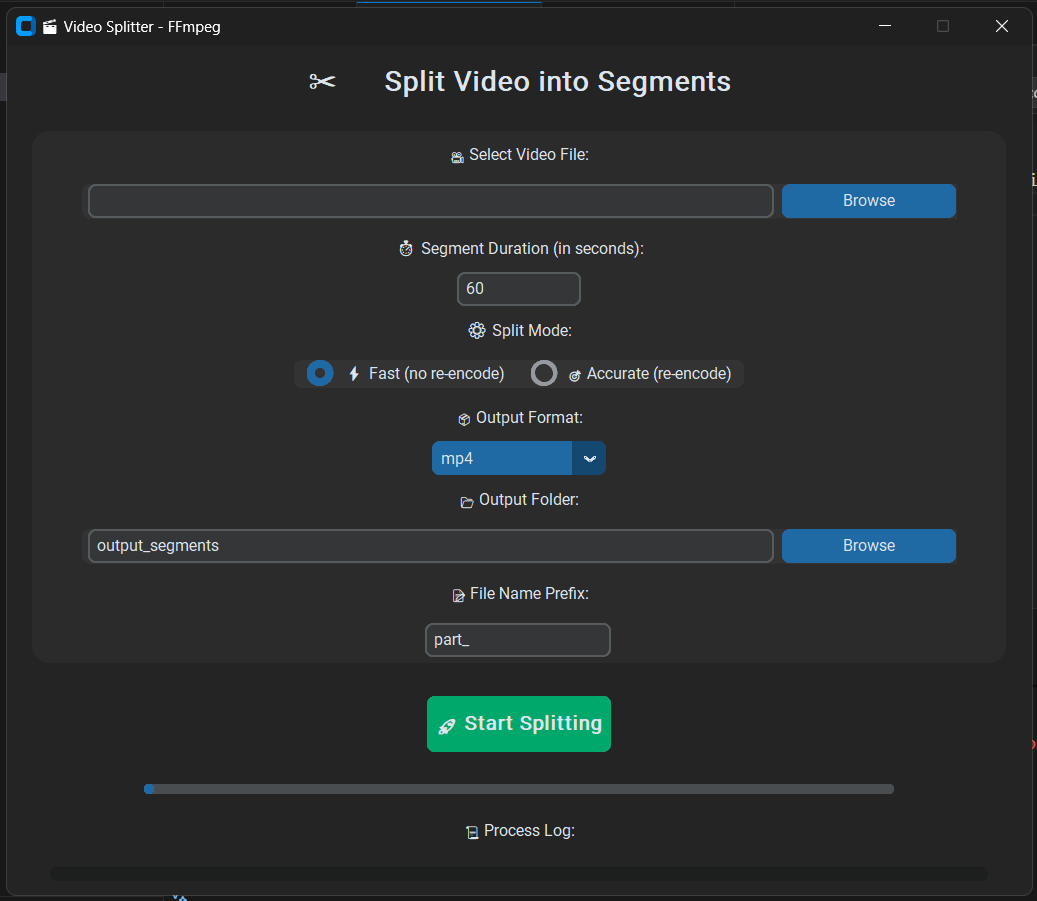 Video Splitter - FFmpeg
Split Video into Segments
Select Video File:
Browse
Segment Duration (in seconds):
60
Split Mode:
Fast (no re-encode) Accurate (re-encode)
Output Format:
mp4
Output Folder:
output_segments Browse
File Name Prefix:
part_
Start Splitting
Process Log: